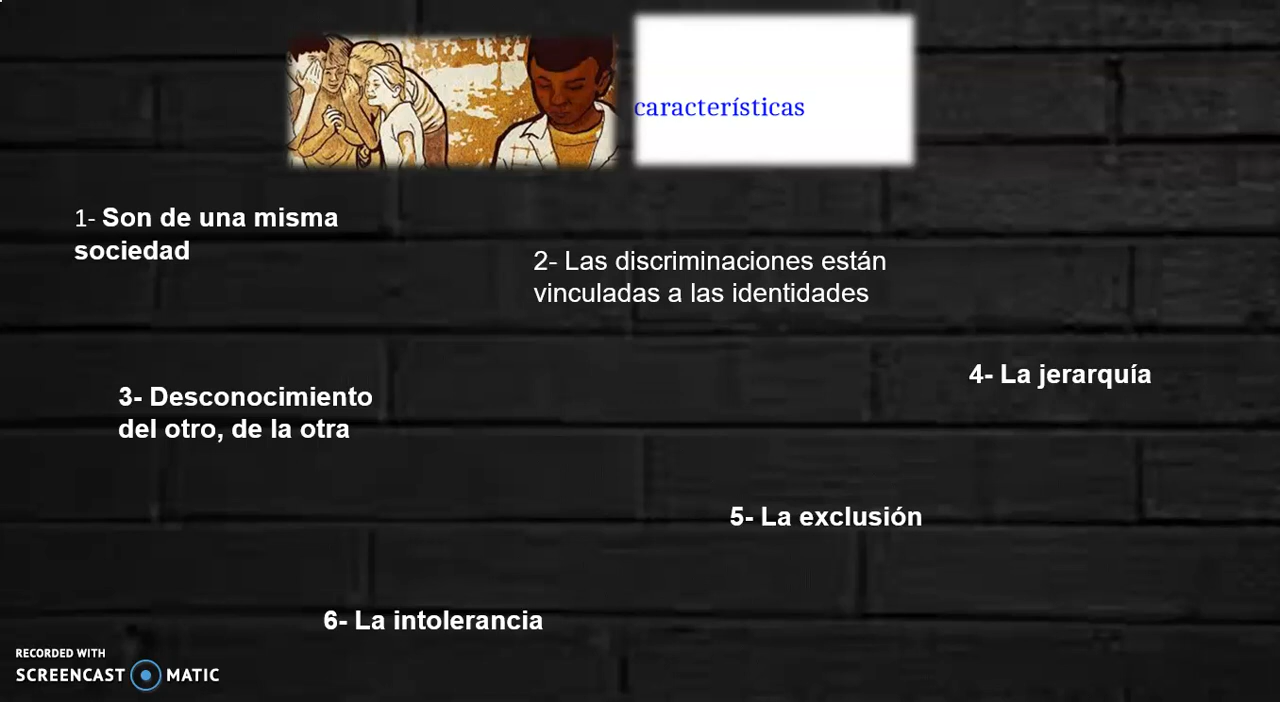 características
1- Son de una misma
sociedad
2- Las discriminaciones están
vinculadas a las identidades
3- Desconocimiento
del otro, de la otra
4- La jerarquía
5- La exclusión
6- La intolerancia
RECORDED WITH
SCREENCAST MATIC